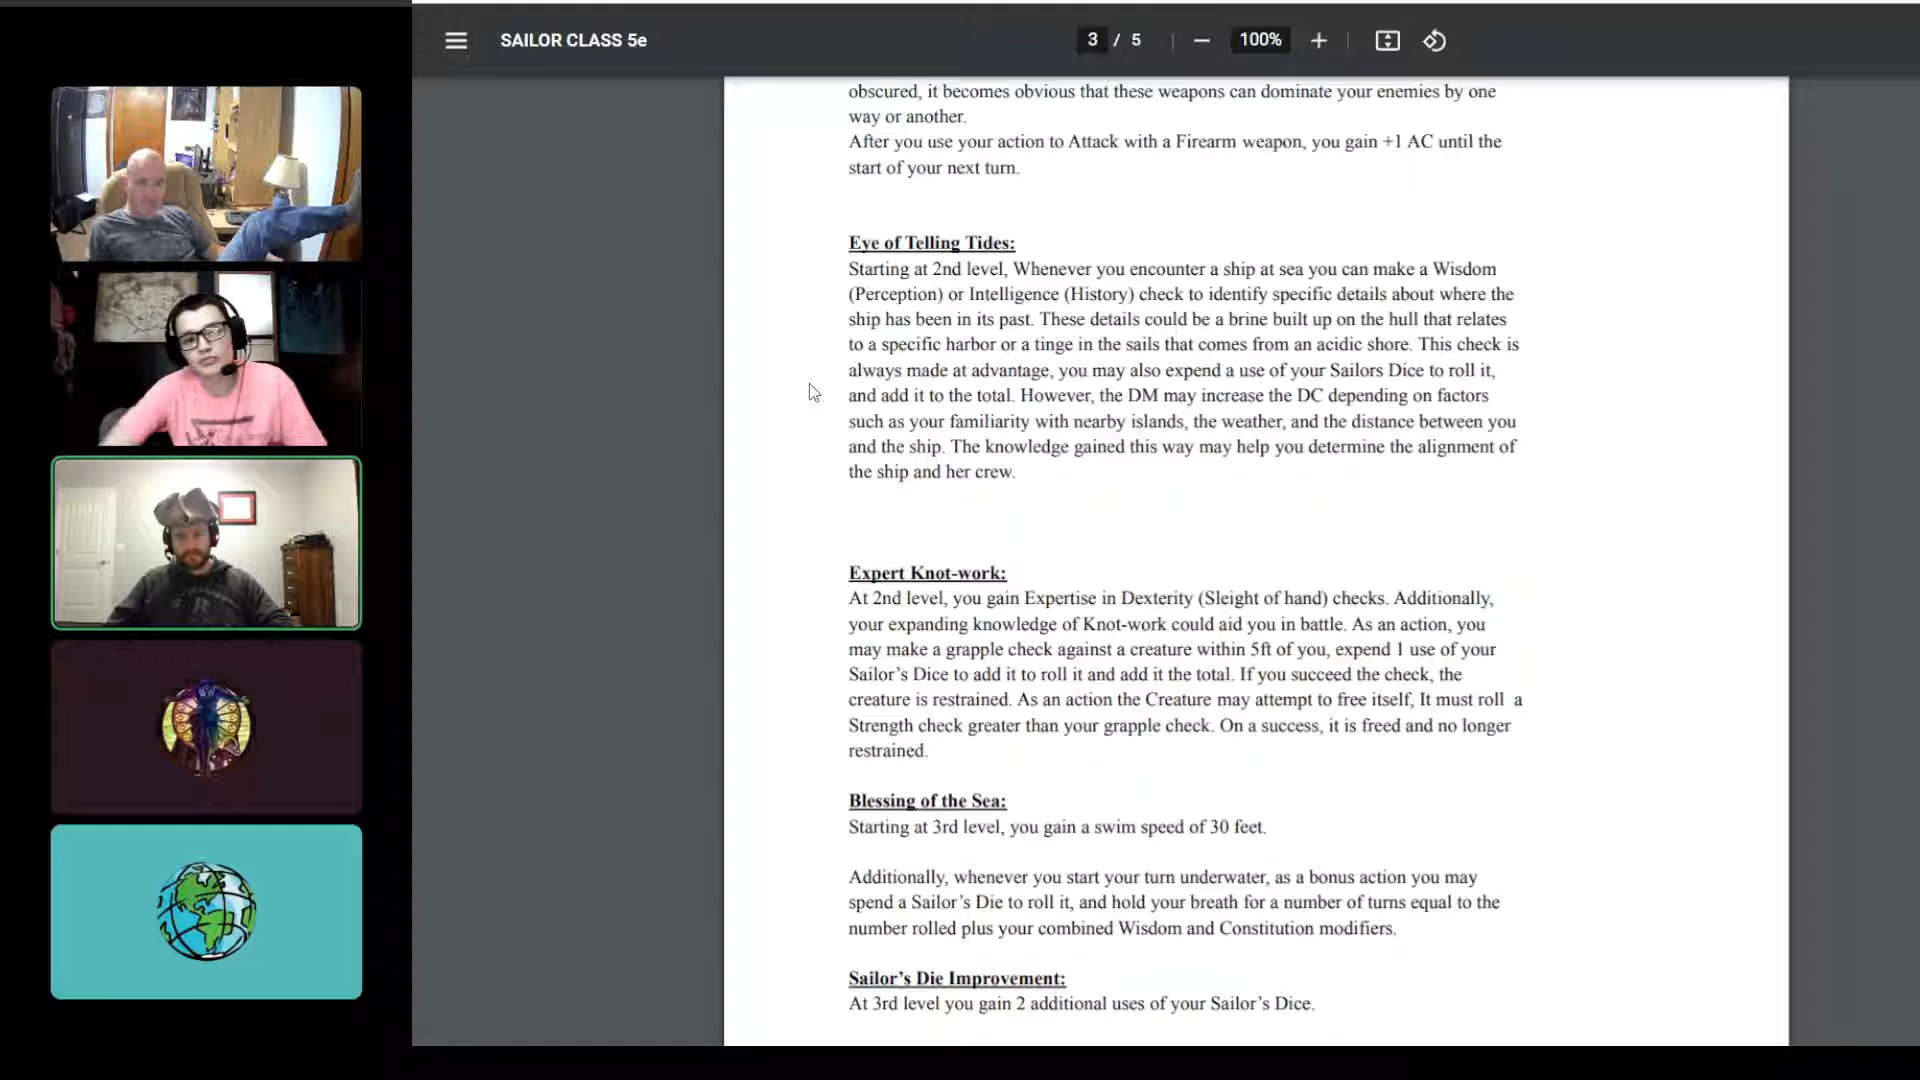 SAILOR CLASS 5e
3 / 5
100%
obscured, it becomes obvious that these weapons can dominate your enemies by one
way or another.
After you use your action to Attack with a Firearm weapon, you gain +1 AC until the
start of your next turn.
Eye of Telling Tides:
Starting at 2nd level, Whenever you encounter a ship at sea you can make a Wisdom
(Perception) or Intelligence (History) check to identify specific details about where the
ship has been in its past. These details could be a brine built up on the hull that relates
to a specific harbor or a tinge in the sails that comes from an acidic shore. This check is
always made at advantage, you may also expend a use of your Sailors Dice to roll it,
and add it to the total. However, the DM may increase the DC depending on factors
such as your familiarity with nearby islands, the weather, and the distance between you
and the ship. The knowledge gained this way may help you determine the alignment of
the ship and her crew.
Expert Knot-work:
At 2nd level, you gain Expertise in Dexterity (Sleight of hand) checks. Additionally,
your expanding knowledge of Knot-work could aid you in battle. As an action, you
may make a grapple check against a creature within 5ft of you, expend 1 use of your
Sailor’s Dice to add it to roll it and add it the total. If you succeed the check, the
creature is restrained. As an action the Creature may attempt to free itself, It must roll a
Strength check greater than your grapple check. On a success, it is freed and no longer
restrained.
Blessing of the Sea:
Starting at 3rd level, you gain a swim speed of 30 feet.
Additionally, whenever you start your turn underwater, as a bonus action you may
spend a Sailor’s Die to roll it, and hold your breath for a number of turns equal to the
number rolled plus your combined Wisdom and Constitution modifiers.
Sailor’s Die Improvement:
At 3rd level you gain 2 additional uses of your Sailor’s Dice.